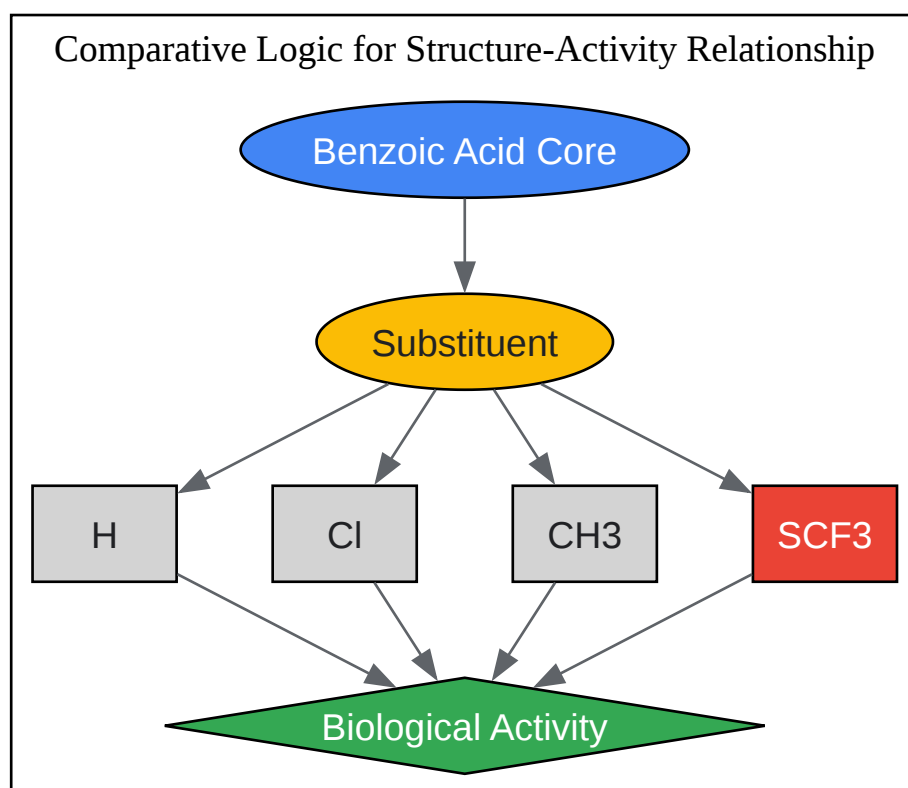 Comparative Logic for Structure-Activity Relationship
Benzoic Acid Core
Substituent
H
Cl
CH3
SCF3
Biological Activity